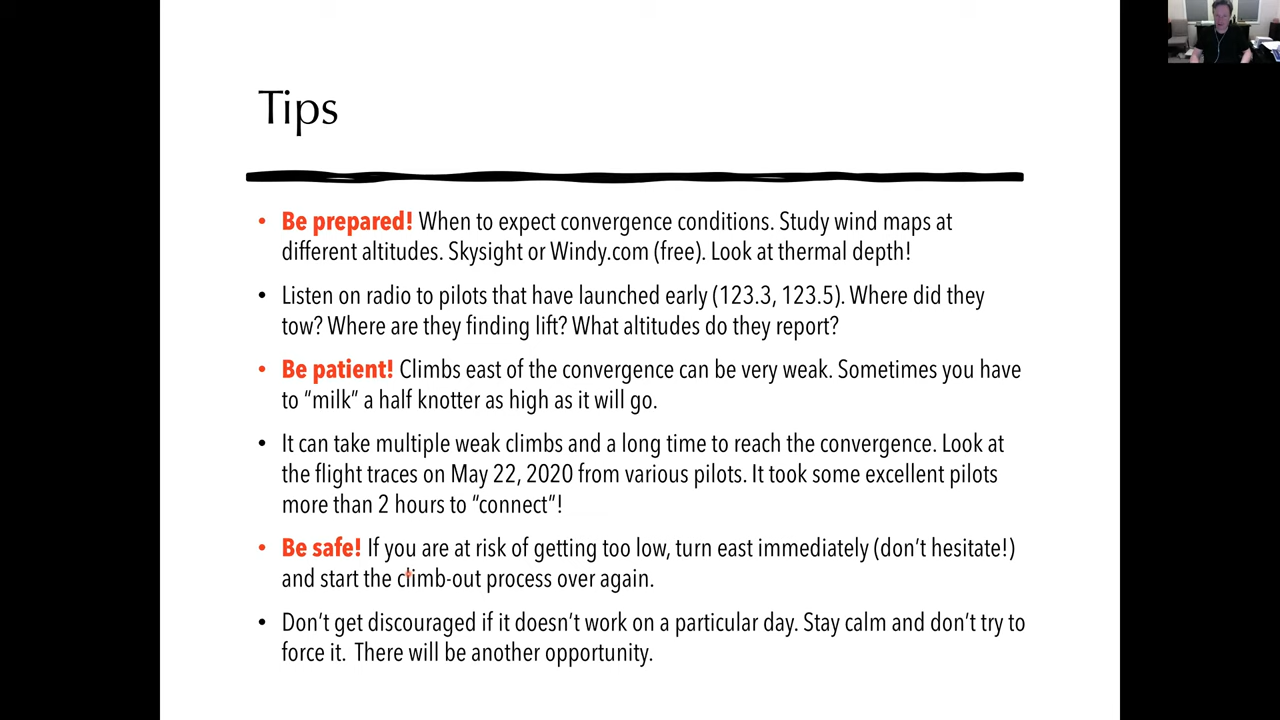 Tips
• Be prepared! When to expect convergence conditions. Study wind maps at
different altitudes. Skysight or Windy.com (free). Look at thermal depth!
• Listen on radio to pilots that have launched early (123.3, 123.5). Where did they
tow? Where are they finding lift? What altitudes do they report?
• Be patient! Climbs east of the convergence can be very weak. Sometimes you have
to “milk” a half knotter as high as it will go.
• It can take multiple weak climbs and a long time to reach the convergence. Look at
the flight traces on May 22, 2020 from various pilots. It took some excellent pilots
more than 2 hours to “connect”!
• Be safe! If you are at risk of getting too low, turn east immediately (don’t hesitate!)
and start the climb-out process over again.
• Don’t get discouraged if it doesn’t work on a particular day. Stay calm and don’t try to
force it.  There will be another opportunity.